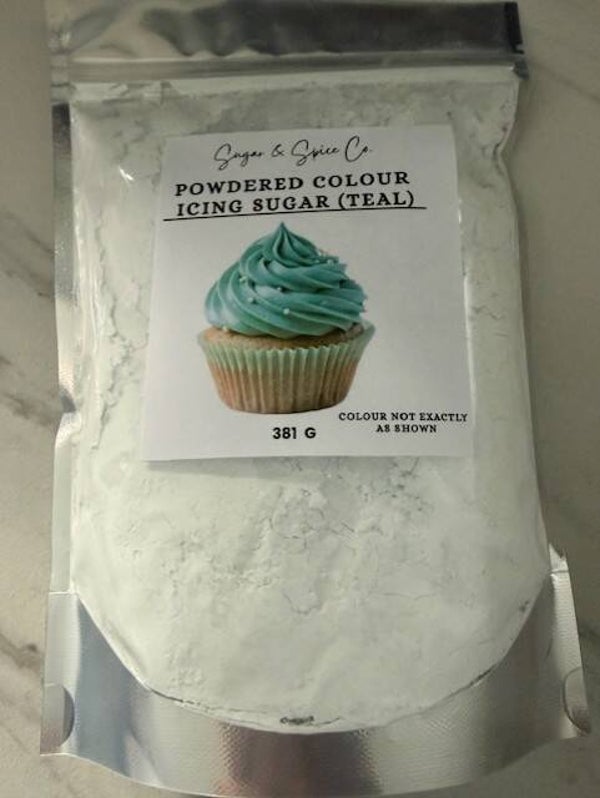 Sugar & Spice Co.
POWDERED COLOUR
ICING SUGAR (TEAL)
COLOUR NOT EXACTLY
AS SHOWN
381 G